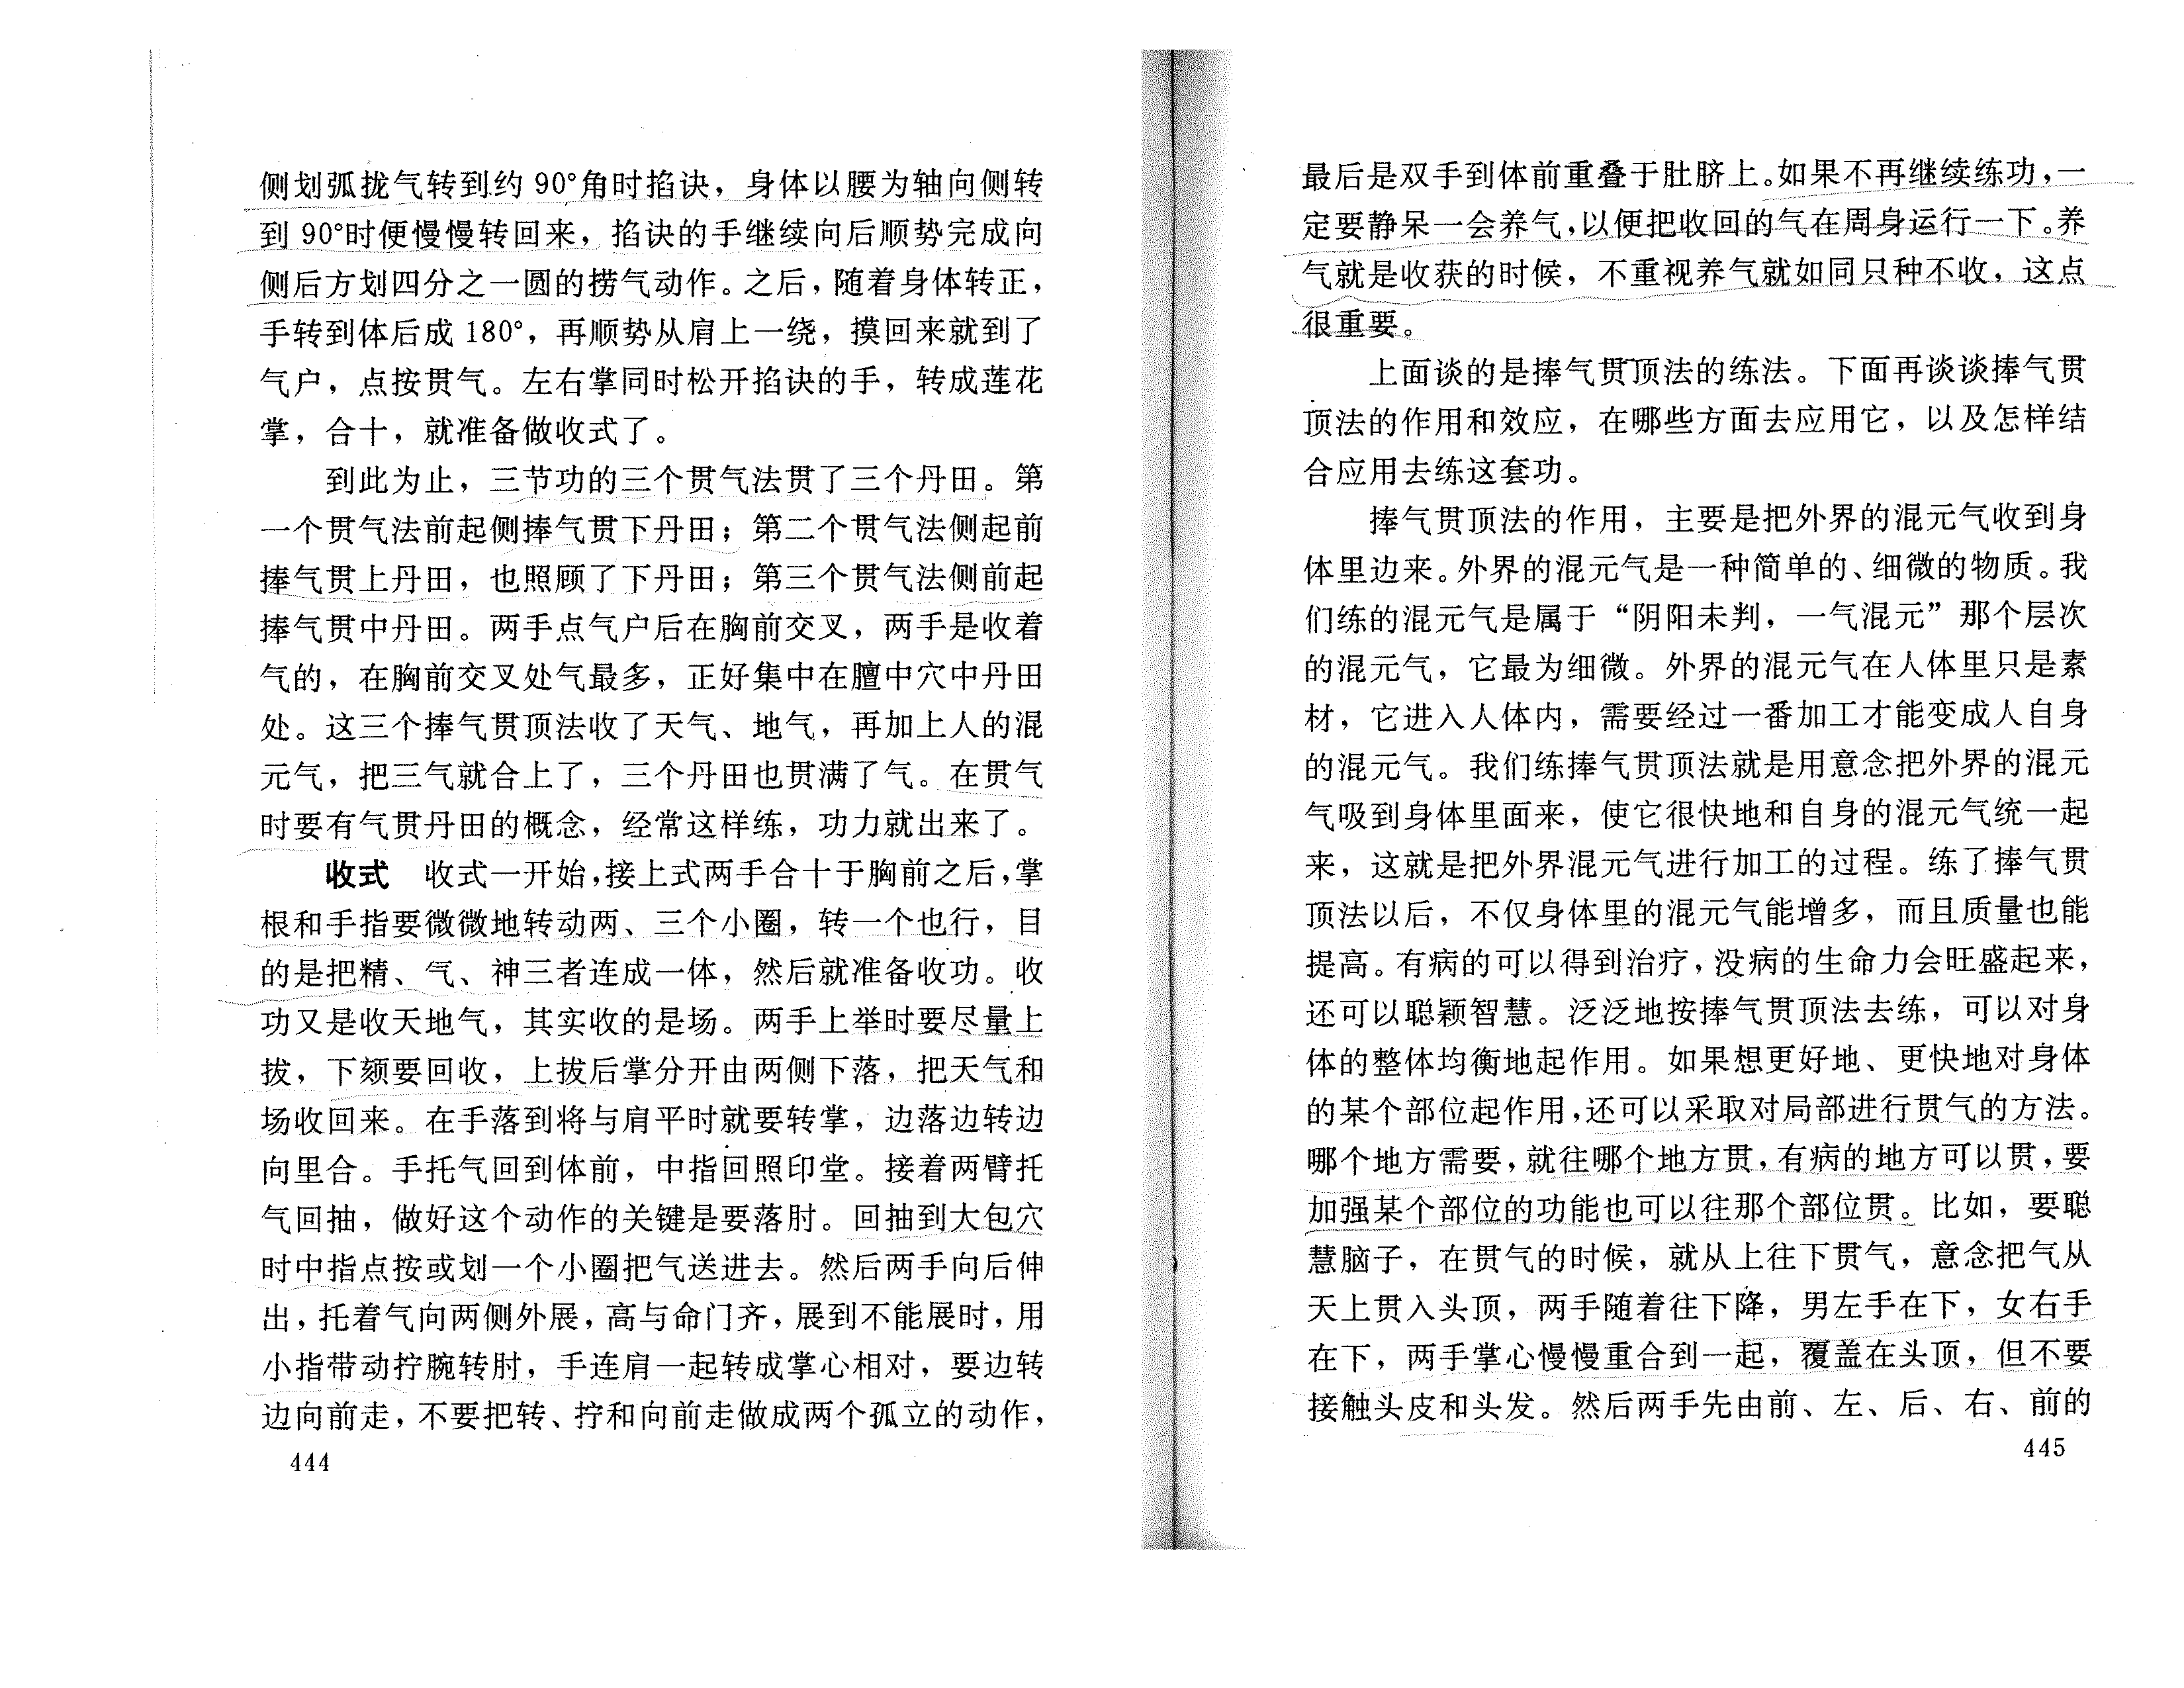 侧划弧拢气转到约 90°角时掐诀，身体以腰为轴向侧转
到 90°时便慢慢转回来，掐诀的手继续向后顺势完成向
侧后方划四分之一圆的捞气动作。之后，随着身体转正，
手转到体后成 180°，再顺势从肩上一绕，摸回来就到了
气户，点按贯气。左右掌同时松开掐诀的手，转成莲花
掌，合十，就准备做收式了。
到此为止，三节功的三个贯气法贯了三个丹田。第
一个贯气法前起侧捧气贯下丹田；第二个贯气法侧起前
捧气贯上丹田，也照顾了下丹田；第三个贯气法侧前起
捧气贯中丹田。两手点气户后在胸前交叉，两手是收着
气的，在胸前交叉处气最多，正好集中在膻中穴中丹田
处。这三个捧气贯顶法收了天气、地气，再加上人的混
元气，把三气就合上了，三个丹田也贯满了气。在贯气
时要有气贯丹田的概念，经常这样练，功力就出来了。
收式　收式一开始，接上式两手合十于胸前之后，掌
根和手指要微微地转动两、三个小圈，转一个也行，目
的是把精、气、神三者连成一体，然后就准备收功。收
功又是收天地气，其实收的是场。两手上举时要尽量上
拔，下颏要回收，上拔后掌分开由两侧下落，把天气和
场收回来。在手落到将与肩平时就要转掌，边落边转边
向里合。手托气回到体前，中指回照印堂。接着两臂托
气回抽，做好这个动作的关键是要落肘。回抽到大包穴
时中指点按或划一个小圈把气送进去。然后两手向后伸
出，托着气向两侧外展，高与命门齐，展到不能展时，用
小指带动拧腕转肘，手连肩一起转成掌心相对，要边转
边向前走，不要把转、拧和向前走做成两个孤立的动作，
444
最后是双手到体前重叠于肚脐上。如果不再继续练功，一
定要静呆一会养气，以便把收回的气在周身运行一下。养
气就是收获的时候，不重视养气就如同只种不收，这点
很重要。
上面谈的是捧气贯顶法的练法。下面再谈谈捧气贯
顶法的作用和效应，在哪些方面去应用它，以及怎样结
合应用去练这套功。
捧气贯顶法的作用，主要是把外界的混元气收到身
体里边来。外界的混元气是一种简单的、细微的物质。我
们练的混元气是属于“阴阳未判，一气混元”那个层次
的混元气，它最为细微。外界的混元气在人体里只是素
材，它进入人体内，需要经过一番加工才能变成人自身
的混元气。我们练捧气贯顶法就是用意念把外界的混元
气吸到身体里面来，使它很快地和自身的混元气统一起
来，这就是把外界混元气进行加工的过程。练了捧气贯
顶法以后，不仅身体里的混元气能增多，而且质量也能
提高。有病的可以得到治疗，没病的生命力会旺盛起来，
还可以聪颖智慧。泛泛地按捧气贯顶法去练，可以对身
体的整体均衡地起作用。如果想更好地、更快地对身体
的某个部位起作用，还可以采取对局部进行贯气的方法。
哪个地方需要，就往哪个地方贯，有病的地方可以贯，要
加强某个部位的功能也可以往那个部位贯。比如，要聪
慧脑子，在贯气的时候，就从上往下贯气，意念把气从
天上贯入头顶，两手随着往下降，男左手在下，女右手
在下，两手掌心慢慢重合到一起，覆盖在头顶，但不要
接触头皮和头发。然后两手先由前、左、后、右、前的
445